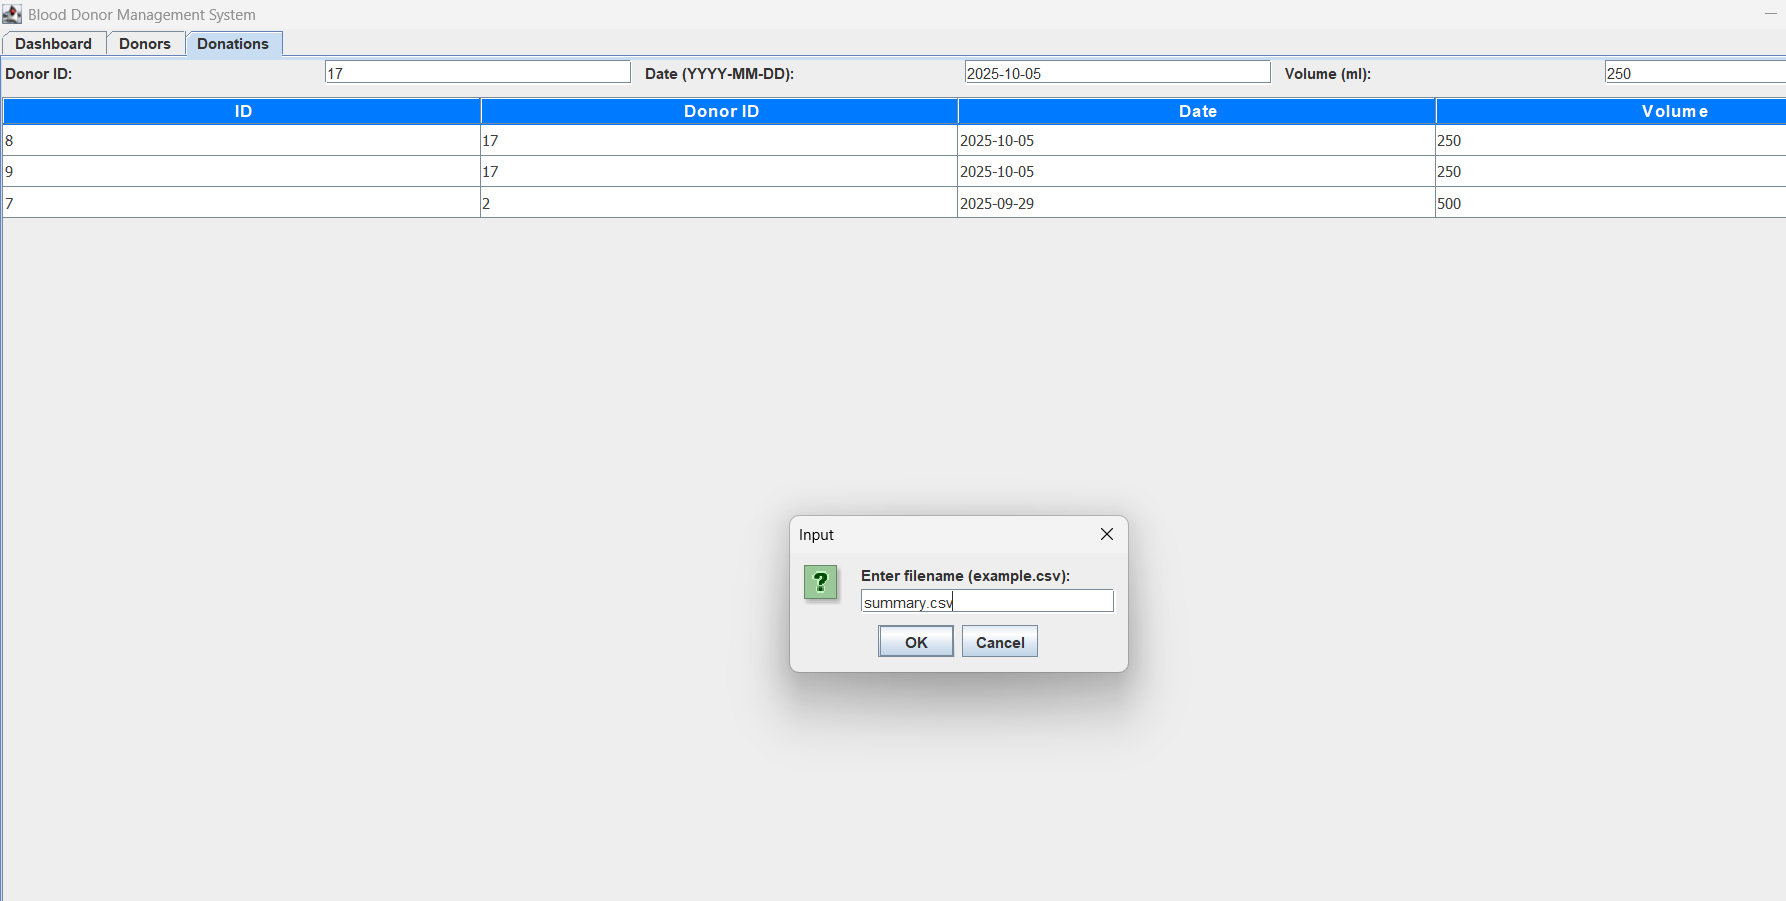 Blood Donor Management System
Dashboard Donors Donations
Donor ID: 17 Date (YYYY-MM-DD): 2025-10-05 Volume (ml): 250
ID Donor ID Date Volume
8 17 2025-10-05 250
9 17 2025-10-05 250
7 2 2025-09-29 500
Input
? Enter filename (example.csv):
summary.csv
OK Cancel